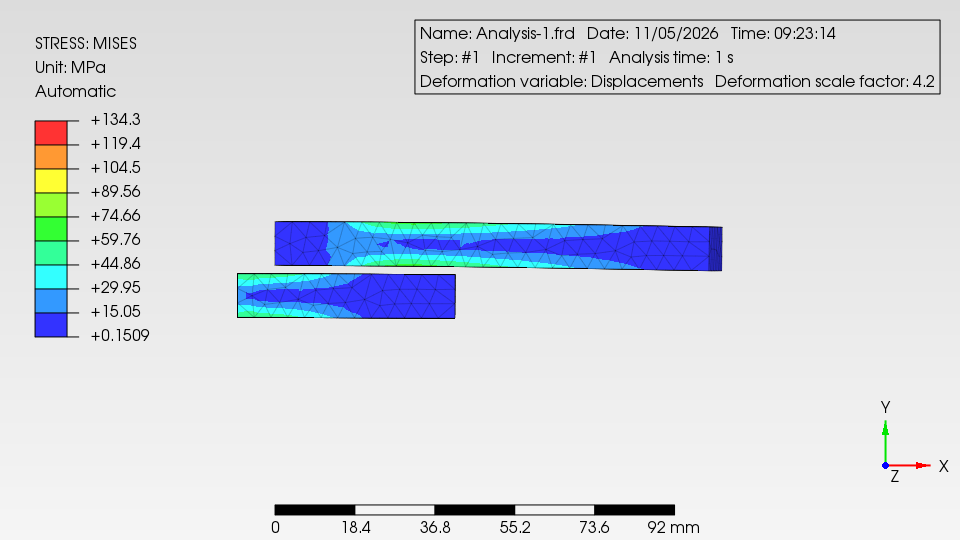 STRESS: MISES
Unit: MPa
Automatic
+134.3
+119.4
+104.5
+89.56
+74.66
+59.76
+44.86
+29.95
+15.05
+0.1509
Name: Analysis-1.frd Date: 11/05/2026 Time: 09:23:14
Step: #1 Increment: #1 Analysis time: 1 s
Deformation variable: Displacements Deformation scale factor: 4.2
Y
X
Z
0 18.4 36.8 55.2 73.6 92 mm